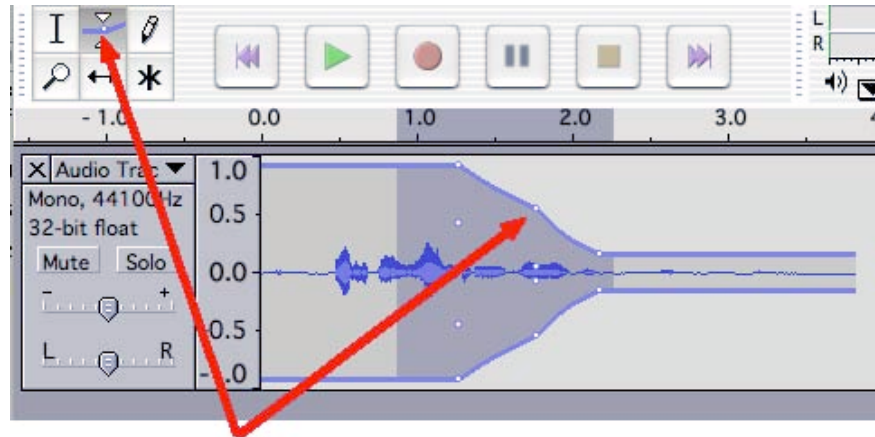 L
R
- 1.0 0.0 1.0 2.0 3.0 4
X Audio Trac
Mono, 44100Hz
32-bit float
Mute Solo
- +
L R
1.0
0.5
0.0
-0.5
-1.0